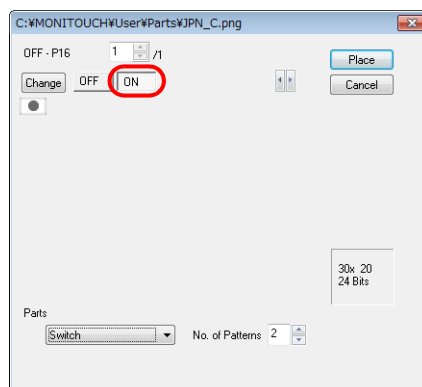 C:¥MONITOUCH¥User¥Parts¥JPN_C.png
OFF - P16 1 /1
Place
Change OFF ON
Cancel
30x 20
24 Bits
Parts
Switch No. of Patterns 2